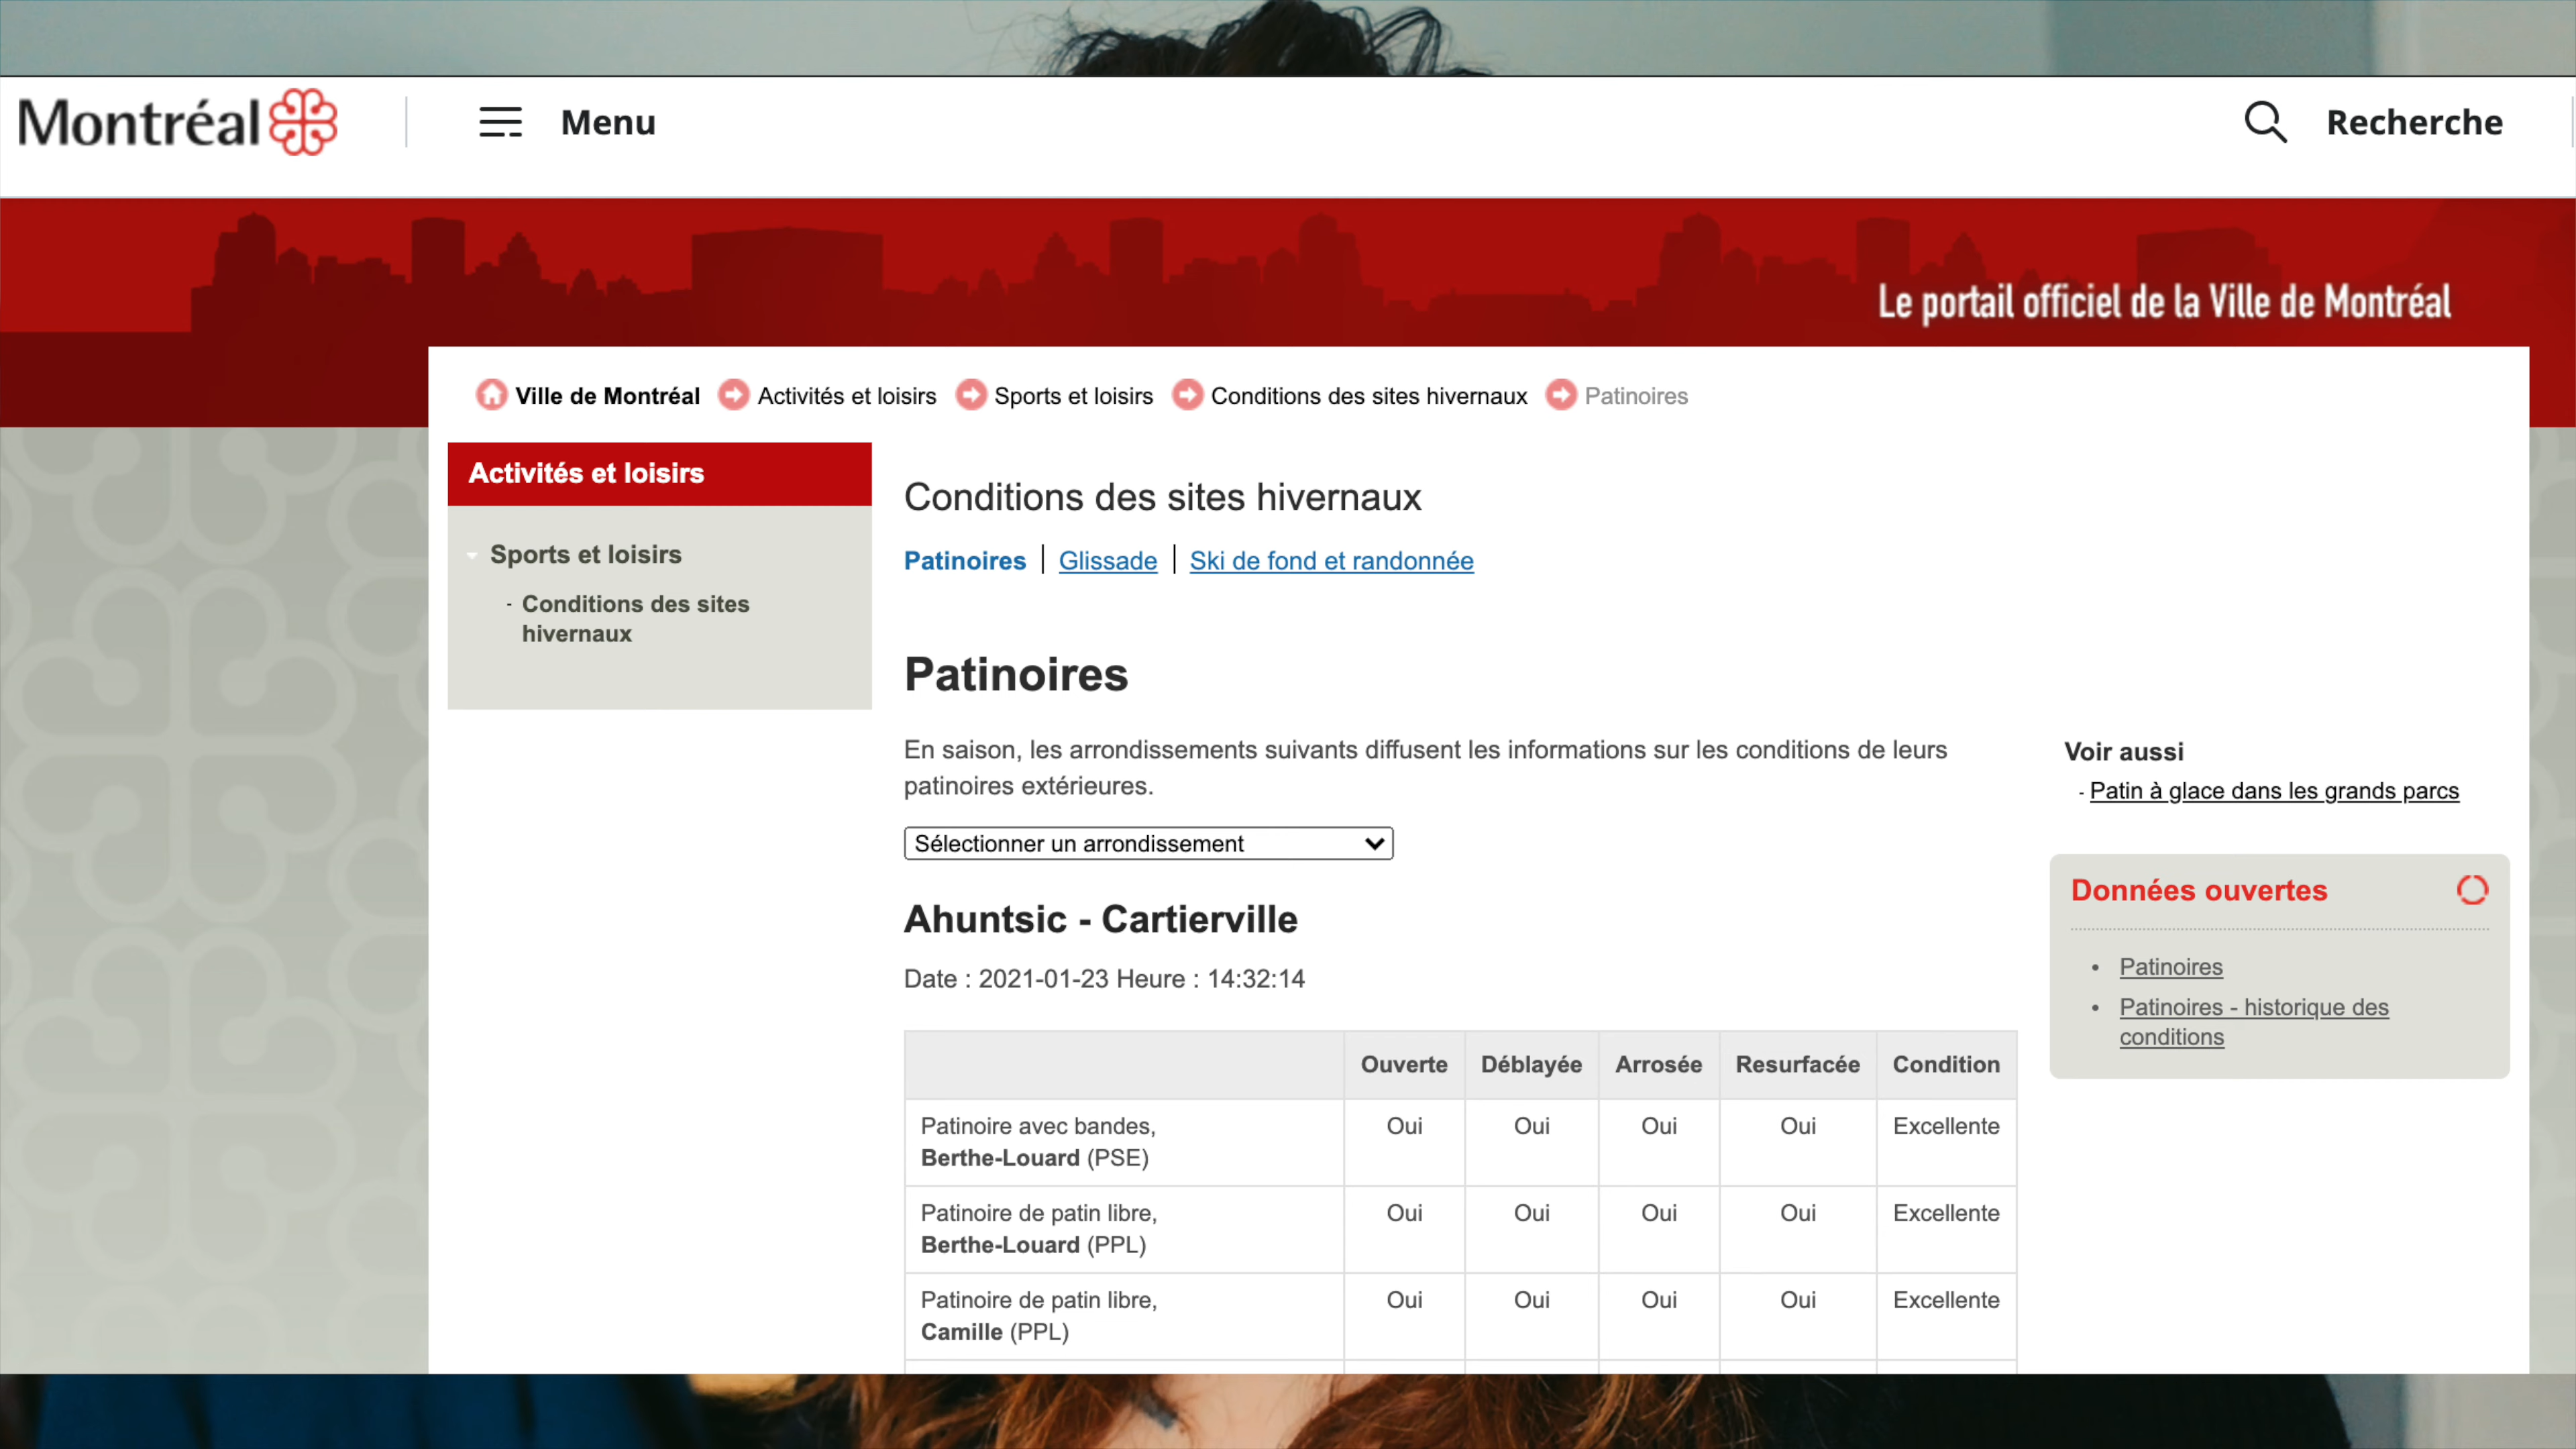 Montréal
Menu
Recherche
Le portail officiel de la Ville de Montréal
Ville de Montréal Activités et loisirs Sports et loisirs Conditions des sites hivernaux Patinoires
Activités et loisirs
Sports et loisirs
- Conditions des sites
hivernaux
Conditions des sites hivernaux
Patinoires | Glissade | Ski de fond et randonnée
Patinoires
En saison, les arrondissements suivants diffusent les informations sur les conditions de leurs
patinoires extérieures.
Sélectionner un arrondissement
Ahuntsic - Cartierville
Date : 2021-01-23 Heure : 14:32:14
Ouverte Déblayée Arrosée Resurfacée Condition
Patinoire avec bandes,
Berthe-Louard (PSE) Oui Oui Oui Oui Excellente
Patinoire de patin libre,
Berthe-Louard (PPL) Oui Oui Oui Oui Excellente
Patinoire de patin libre,
Camille (PPL) Oui Oui Oui Oui Excellente
Voir aussi
- Patin à glace dans les grands parcs
Données ouvertes
• Patinoires
• Patinoires - historique des
conditions